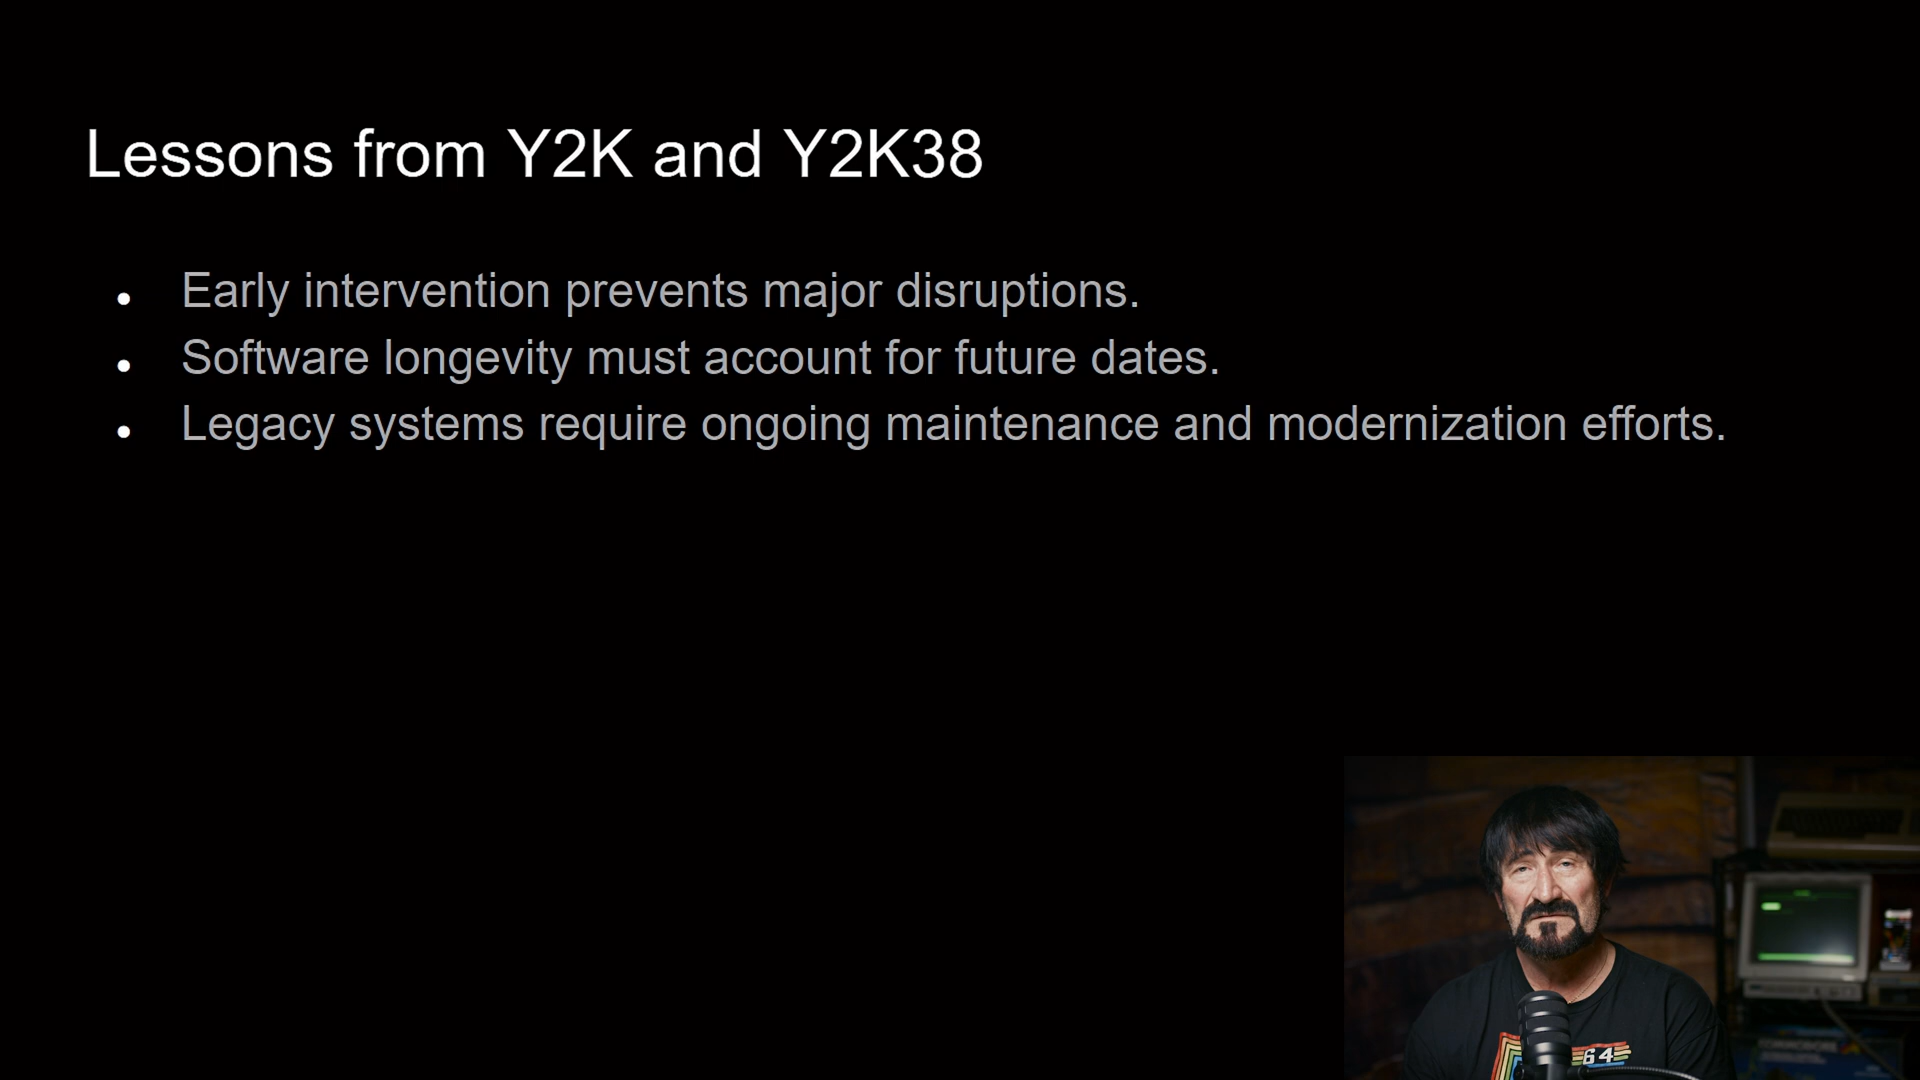 Lessons from Y2K and Y2K38
Early intervention prevents major disruptions.
Software longevity must account for future dates.
Legacy systems require ongoing maintenance and modernization efforts.
64